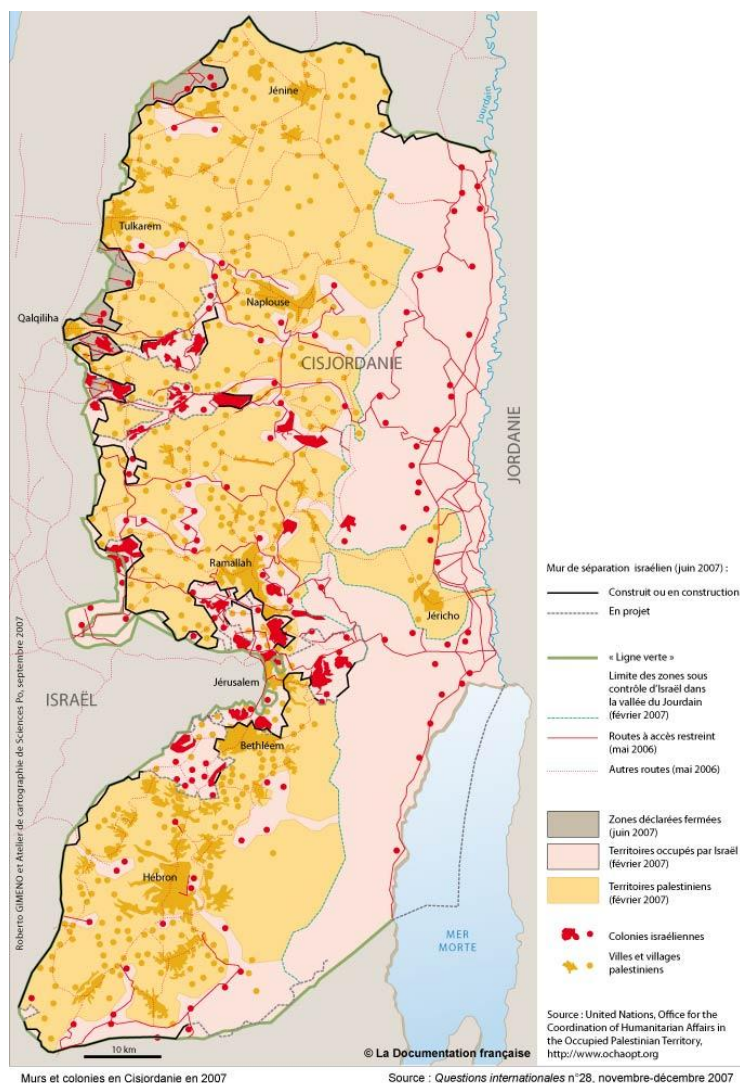 Jénine
Jourdain
Tulkarem
Naplouse
Qalqiliha
CISJORDANIE
JORDANIE
Ramallah
Jéricho
Jérusalem
ISRAËL
Bethléem
Hébron
MER
MORTE
10 km
© La Documentation française
Roberto GIMENO et Atelier de cartographie de Sciences Po, septembre 2007
Mur de séparation israélien (juin 2007) :
Construit ou en construction
En projet
« Ligne verte »
Limite des zones sous
contrôle d'Israël dans
la vallée du Jourdain
(février 2007)
Routes à accès restreint
(mai 2006)
Autres routes (mai 2006)
Zones déclarées fermées
(juin 2007)
Territoires occupés par Israël
(février 2007)
Territoires palestiniens
(février 2007)
Colonies israéliennes
Villes et villages
palestiniens
Source : United Nations, Office for the
Coordination of Humanitarian Affairs in
the Occupied Palestinian Territory,
http://www.ochaopt.org
Murs et colonies en Cisjordanie en 2007
Source : Questions internationales n°28, novembre-décembre 2007